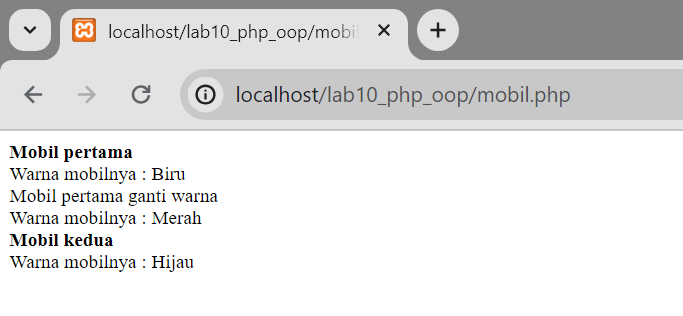 localhost/lab10_php_oop/mobil
localhost/lab10_php_oop/mobil.php
Mobil pertama
Warna mobilnya : Biru
Mobil pertama ganti warna
Warna mobilnya : Merah
Mobil kedua
Warna mobilnya : Hijau